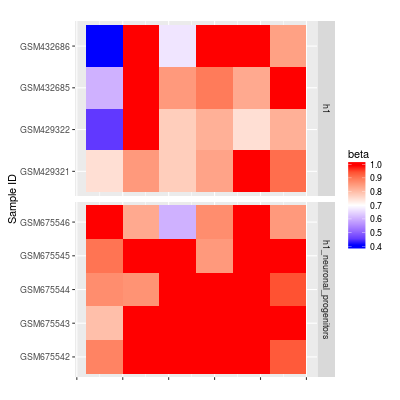 Sample ID
GSM432686
GSM432685
GSM429322
GSM429321
h1
GSM675546
GSM675545
GSM675544
GSM675543
GSM675542
h1_neuronal_progenitors
beta
1.0
0.9
0.8
0.7
0.6
0.5
0.4